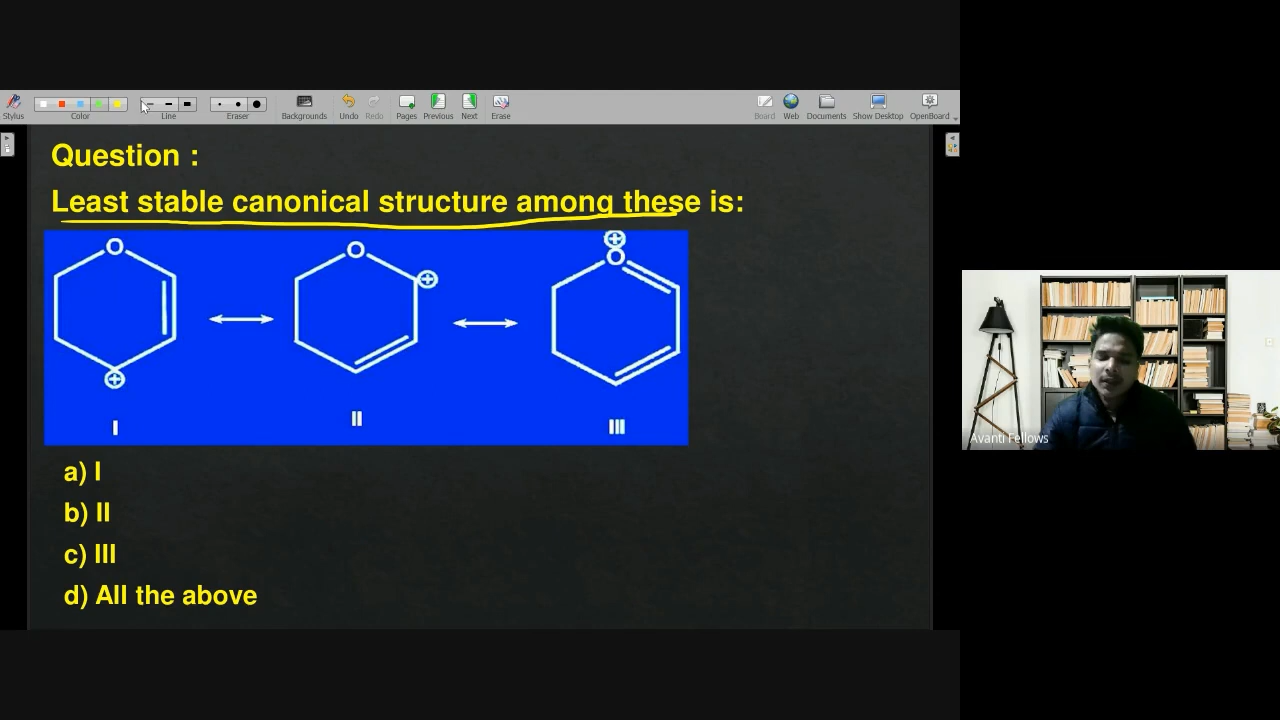 Stylus
Color
Line
Eraser
Backgrounds
Undo
Redo
Pages
Previous
Next
Erase
Board
Web
Documents
Show Desktop
OpenBoard
Question :
Least stable canonical structure among these is:
O
O
⊕
O
⊕
⊕
I
II
III
a) I
b) II
c) III
d) All the above
Avanti Fellows